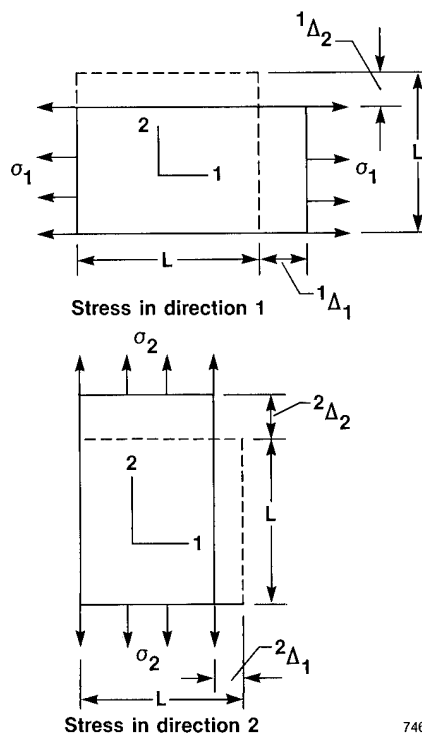 ¹Δ₂
2
1
σ₁
σ₁
L
L
¹Δ₁
Stress in direction 1
σ₂
²Δ₂
2
1
L
σ₂
²Δ₁
L
Stress in direction 2
746